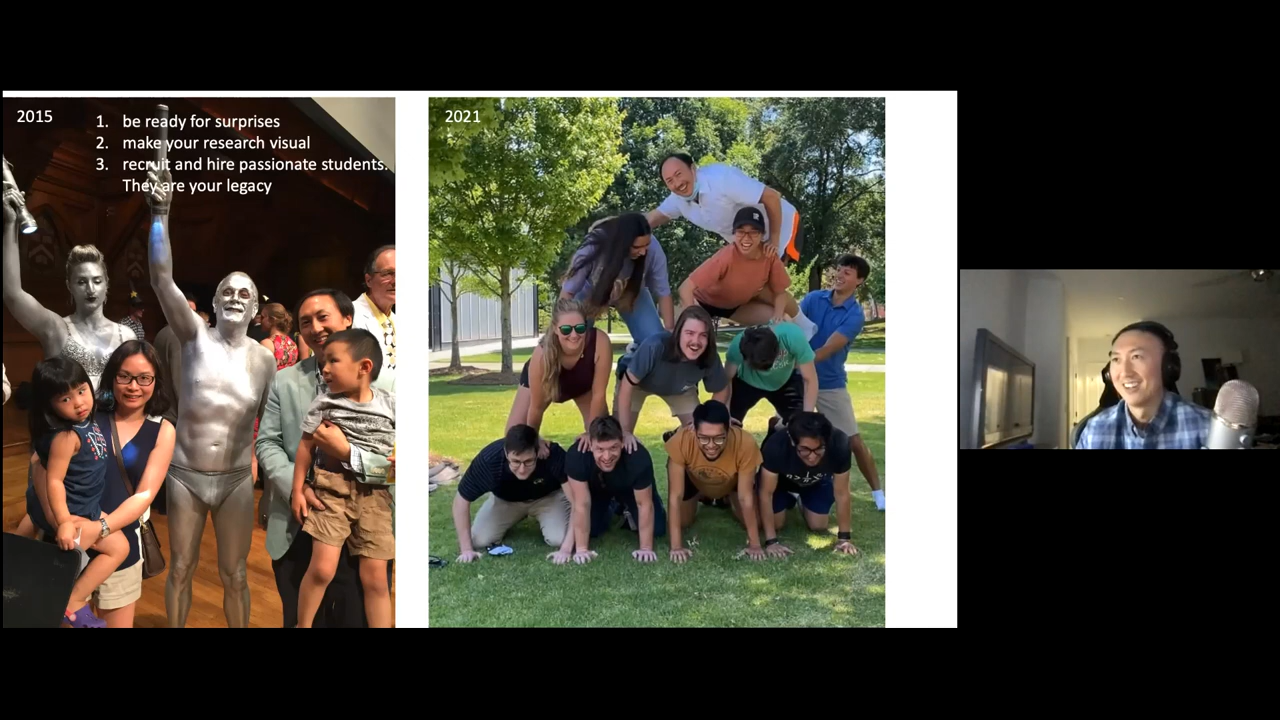 2015
1. be ready for surprises
2. make your research visual
3. recruit and hire passionate students.
They are your legacy
2021